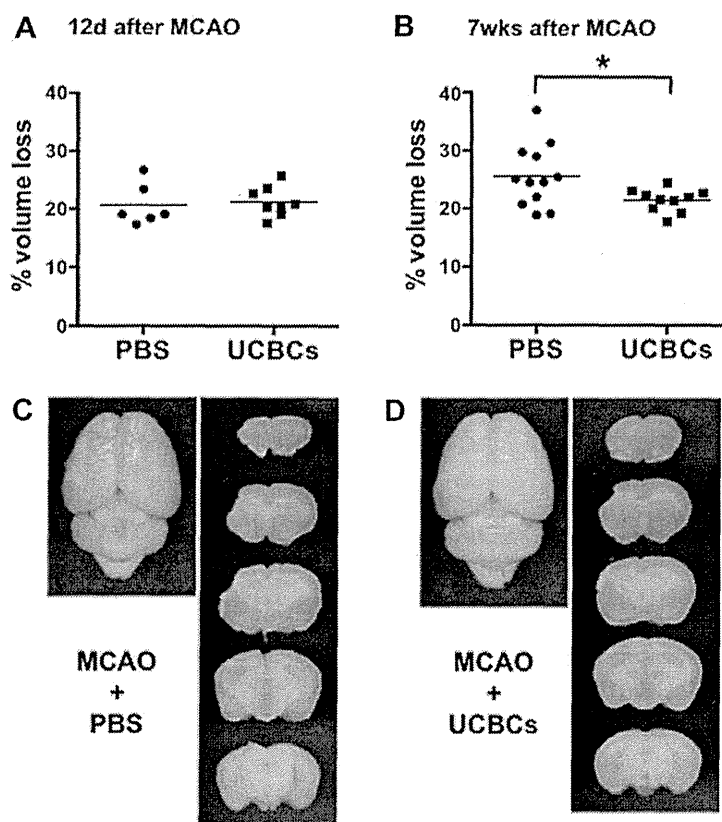 A 12d after MCAO
% volume loss
40
30
20
10
0
PBS UCBCs
B 7wks after MCAO
*
% volume loss
40
30
20
10
0
PBS UCBCs
C
MCAO
+
PBS
D
MCAO
+
UCBCs